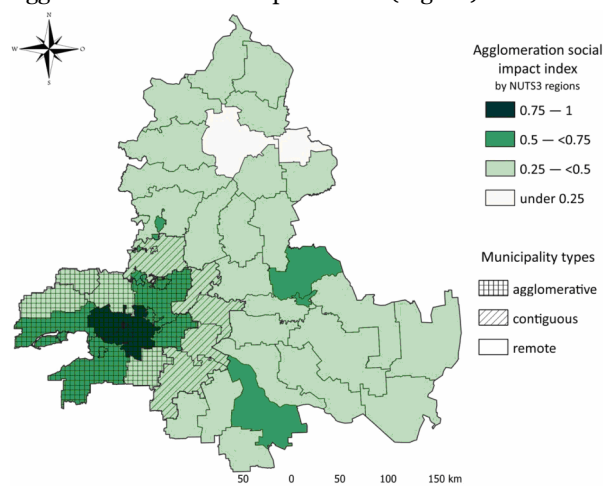 N
W
O
S
Agglomeration social
impact index
by NUTS3 regions
0.75 — 1
0.5 — <0.75
0.25 — <0.5
under 0.25
Municipality types
agglomerative
contiguous
remote
50 0 50 100 150 km